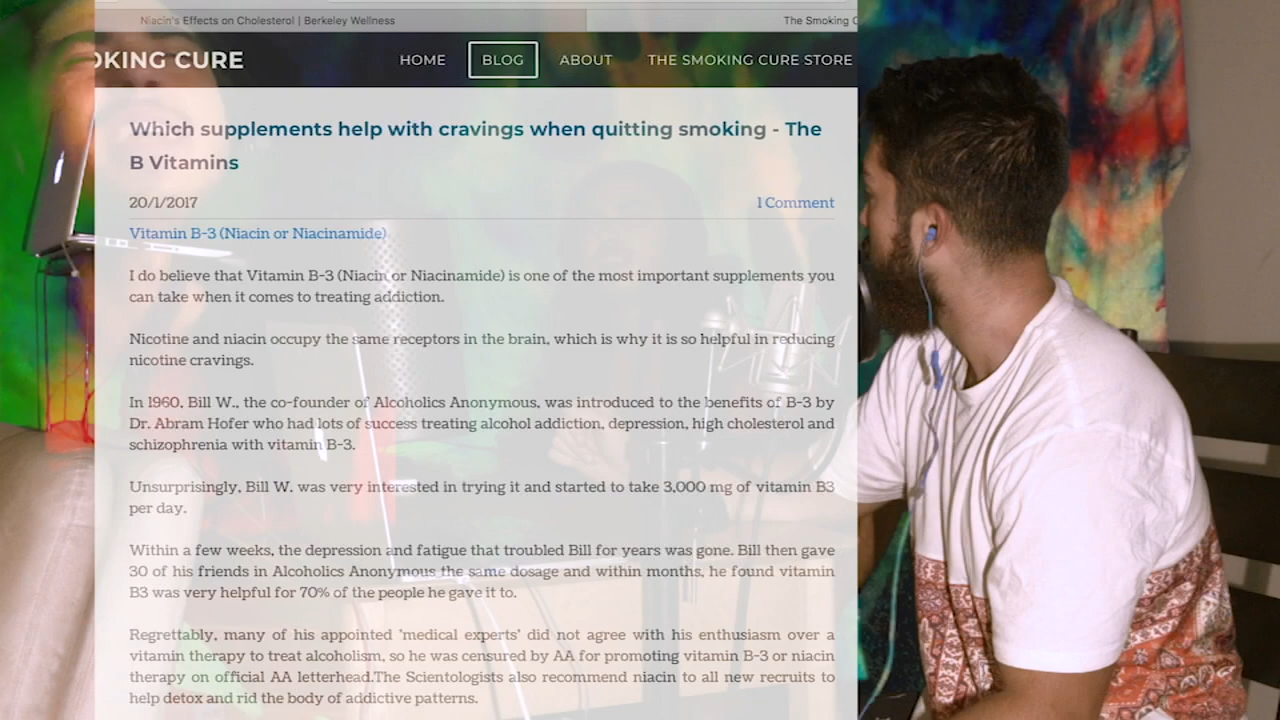 Niacin's Effects on Cholesterol | Berkeley Wellness
The Smoking
OKING CURE
HOME
BLOG
ABOUT
THE SMOKING CURE STORE
Which supplements help with cravings when quitting smoking - The
B Vitamins
20/1/2017
1 Comment
Vitamin B-3 (Niacin or Niacinamide)
I do believe that Vitamin B-3 (Niacin or Niacinamide) is one of the most important supplements you
can take when it comes to treating addiction.
Nicotine and niacin occupy the same receptors in the brain, which is why it is so helpful in reducing
nicotine cravings.
In 1960, Bill W., the co-founder of Alcoholics Anonymous, was introduced to the benefits of B-3 by
Dr. Abram Hofer who had lots of success treating alcohol addiction, depression, high cholesterol and
schizophrenia with vitamin B-3.
Unsurprisingly, Bill W. was very interested in trying it and started to take 3,000 mg of vitamin B3
per day.
Within a few weeks, the depression and fatigue that troubled Bill for years was gone. Bill then gave
30 of his friends in Alcoholics Anonymous the same dosage and within months, he found vitamin
B3 was very helpful for 70% of the people he gave it to.
Regrettably, many of his appointed 'medical experts' did not agree with his enthusiasm over a
vitamin therapy to treat alcoholism, so he was censured by AA for promoting vitamin B-3 or niacin
therapy on official AA letterhead.The Scientologists also recommend niacin to all new recruits to
help detox and rid the body of addictive patterns.